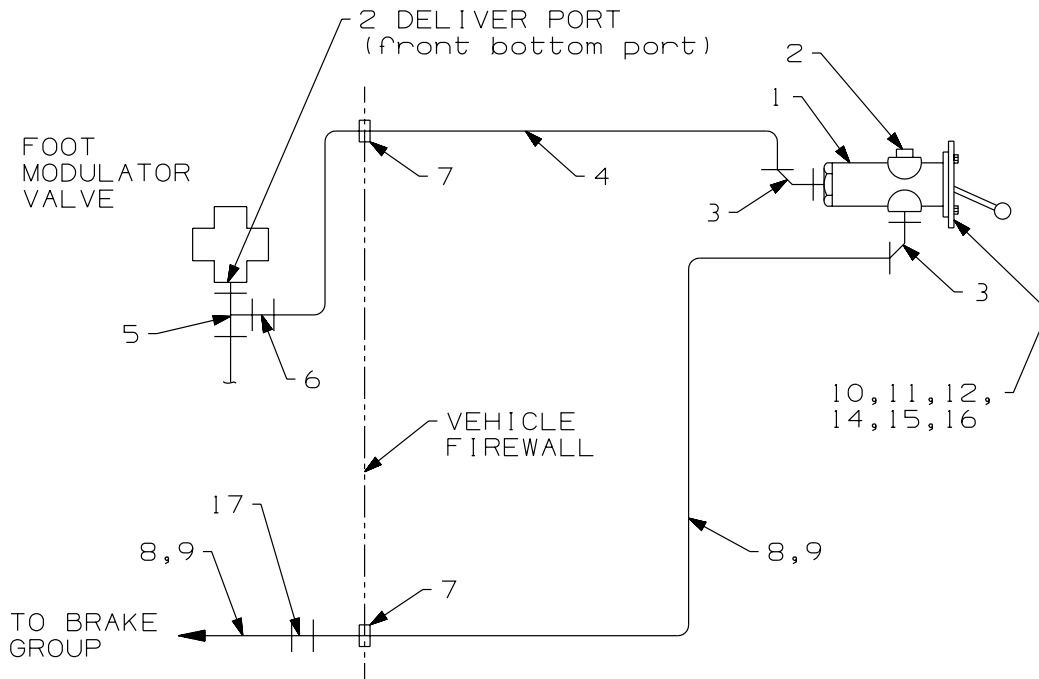 2 DELIVER PORT
(front bottom port)
2
1
FOOT
MODULATOR
VALVE
7
4
3
3
5
6
10,11,12,
14,15,16
VEHICLE
FIREWALL
17
8,9
8,9
7
TO BRAKE
GROUP